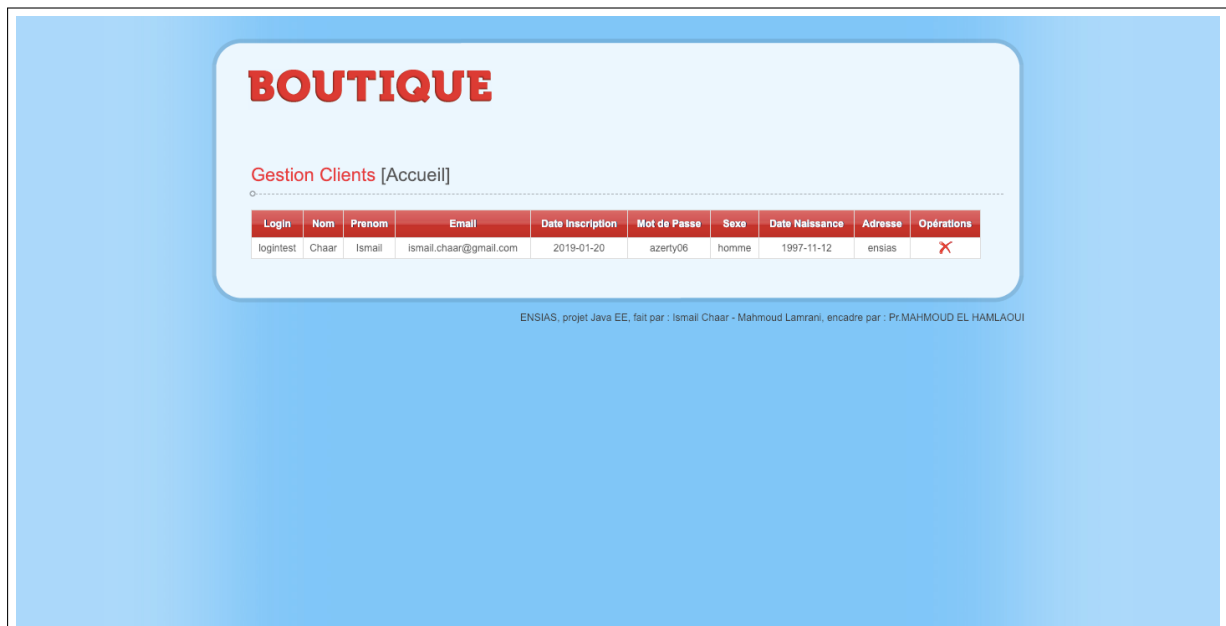 BOUTIQUE
Gestion Clients [Accueil]
Login Nom Prenom Email Date Inscription Mot de Passe Sexe Date Naissance Adresse Opérations
logintest Chaar Ismail ismail.chaar@gmail.com 2019-01-20 azerty06 homme 1997-11-12 ensias
ENSIAS, projet Java EE, fait par : Ismail Chaar - Mahmoud Lamrani, encadre par : Pr.MAHMOUD EL HAMLAOUI